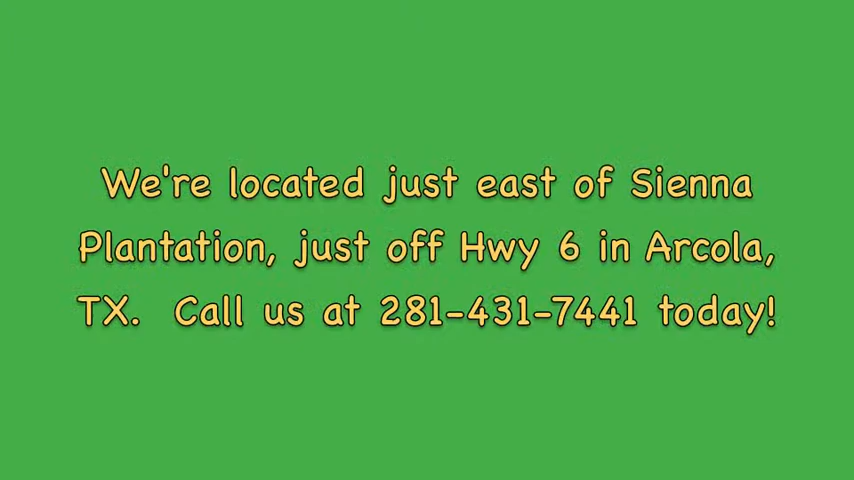 We're located just east of Sienna
Plantation, just off Hwy 6 in Arcola,
TX.  Call us at 281-431-7441 today!